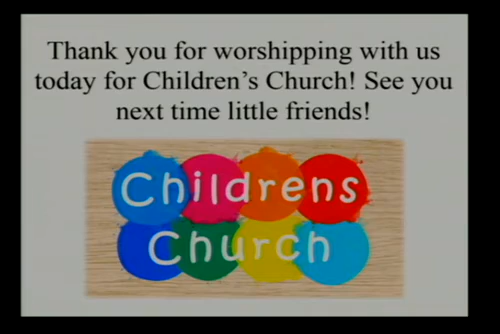 Thank you for worshipping with us
today for Children's Church! See you
next time little friends!
Childrens
Church